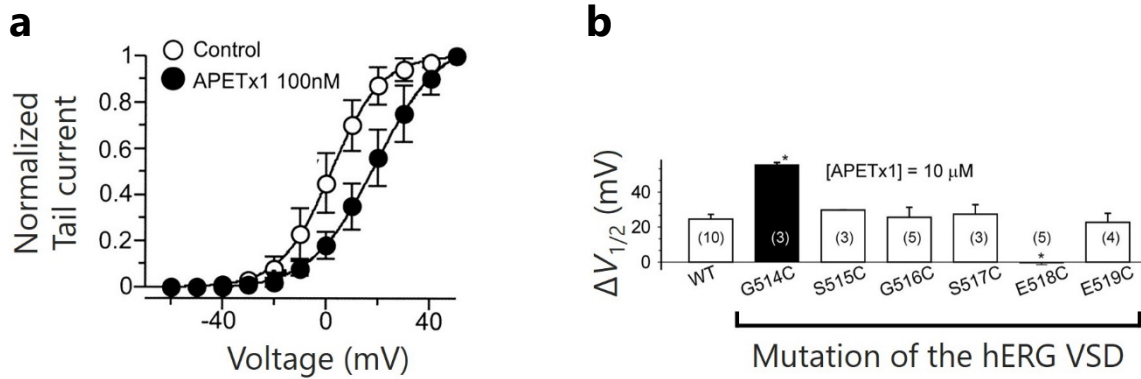 a
Control
APETx1 100nM
Normalized
Tail current
1
0.8
0.6
0.4
0.2
0
-40
0
40
Voltage (mV)
b
[APETx1] = 10 μM
ΔV1/2 (mV)
40
20
0
(10)
(3)
(3)
(5)
(3)
(5)
(4)
*
*
WT
G514C
S515C
G516C
S517C
E518C
E519C
Mutation of the hERG VSD